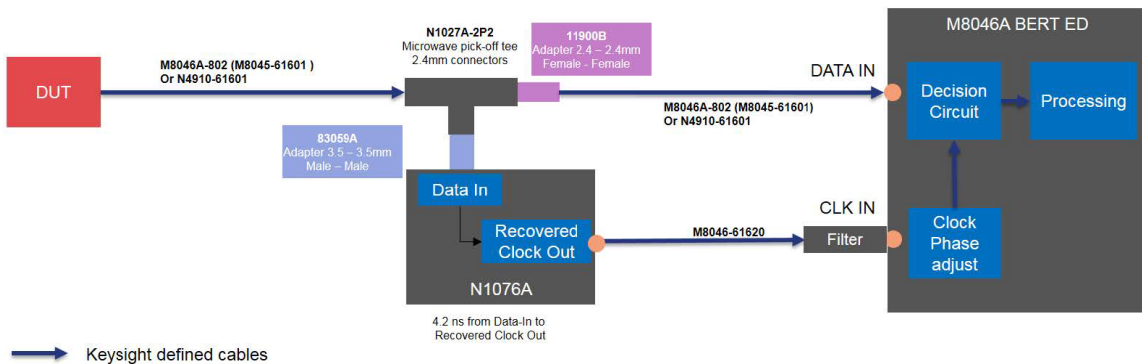 M8046A BERT ED
N1027A-2P2
Microwave pick-off tee
2.4mm connectors
11900B
Adapter 2.4 – 2.4mm
Female - Female
DUT
M8046A-802 (M8045-61601 )
Or N4910-61601
DATA IN
Decision
Circuit
Processing
M8046A-802 (M8045-61601)
Or N4910-61601
83059A
Adapter 3.5 – 3.5mm
Male – Male
Data In
Recovered
Clock Out
N1076A
M8046-61620
CLK IN
Filter
Clock
Phase
adjust
4.2 ns from Data-In to
Recovered Clock Out
Keysight defined cables